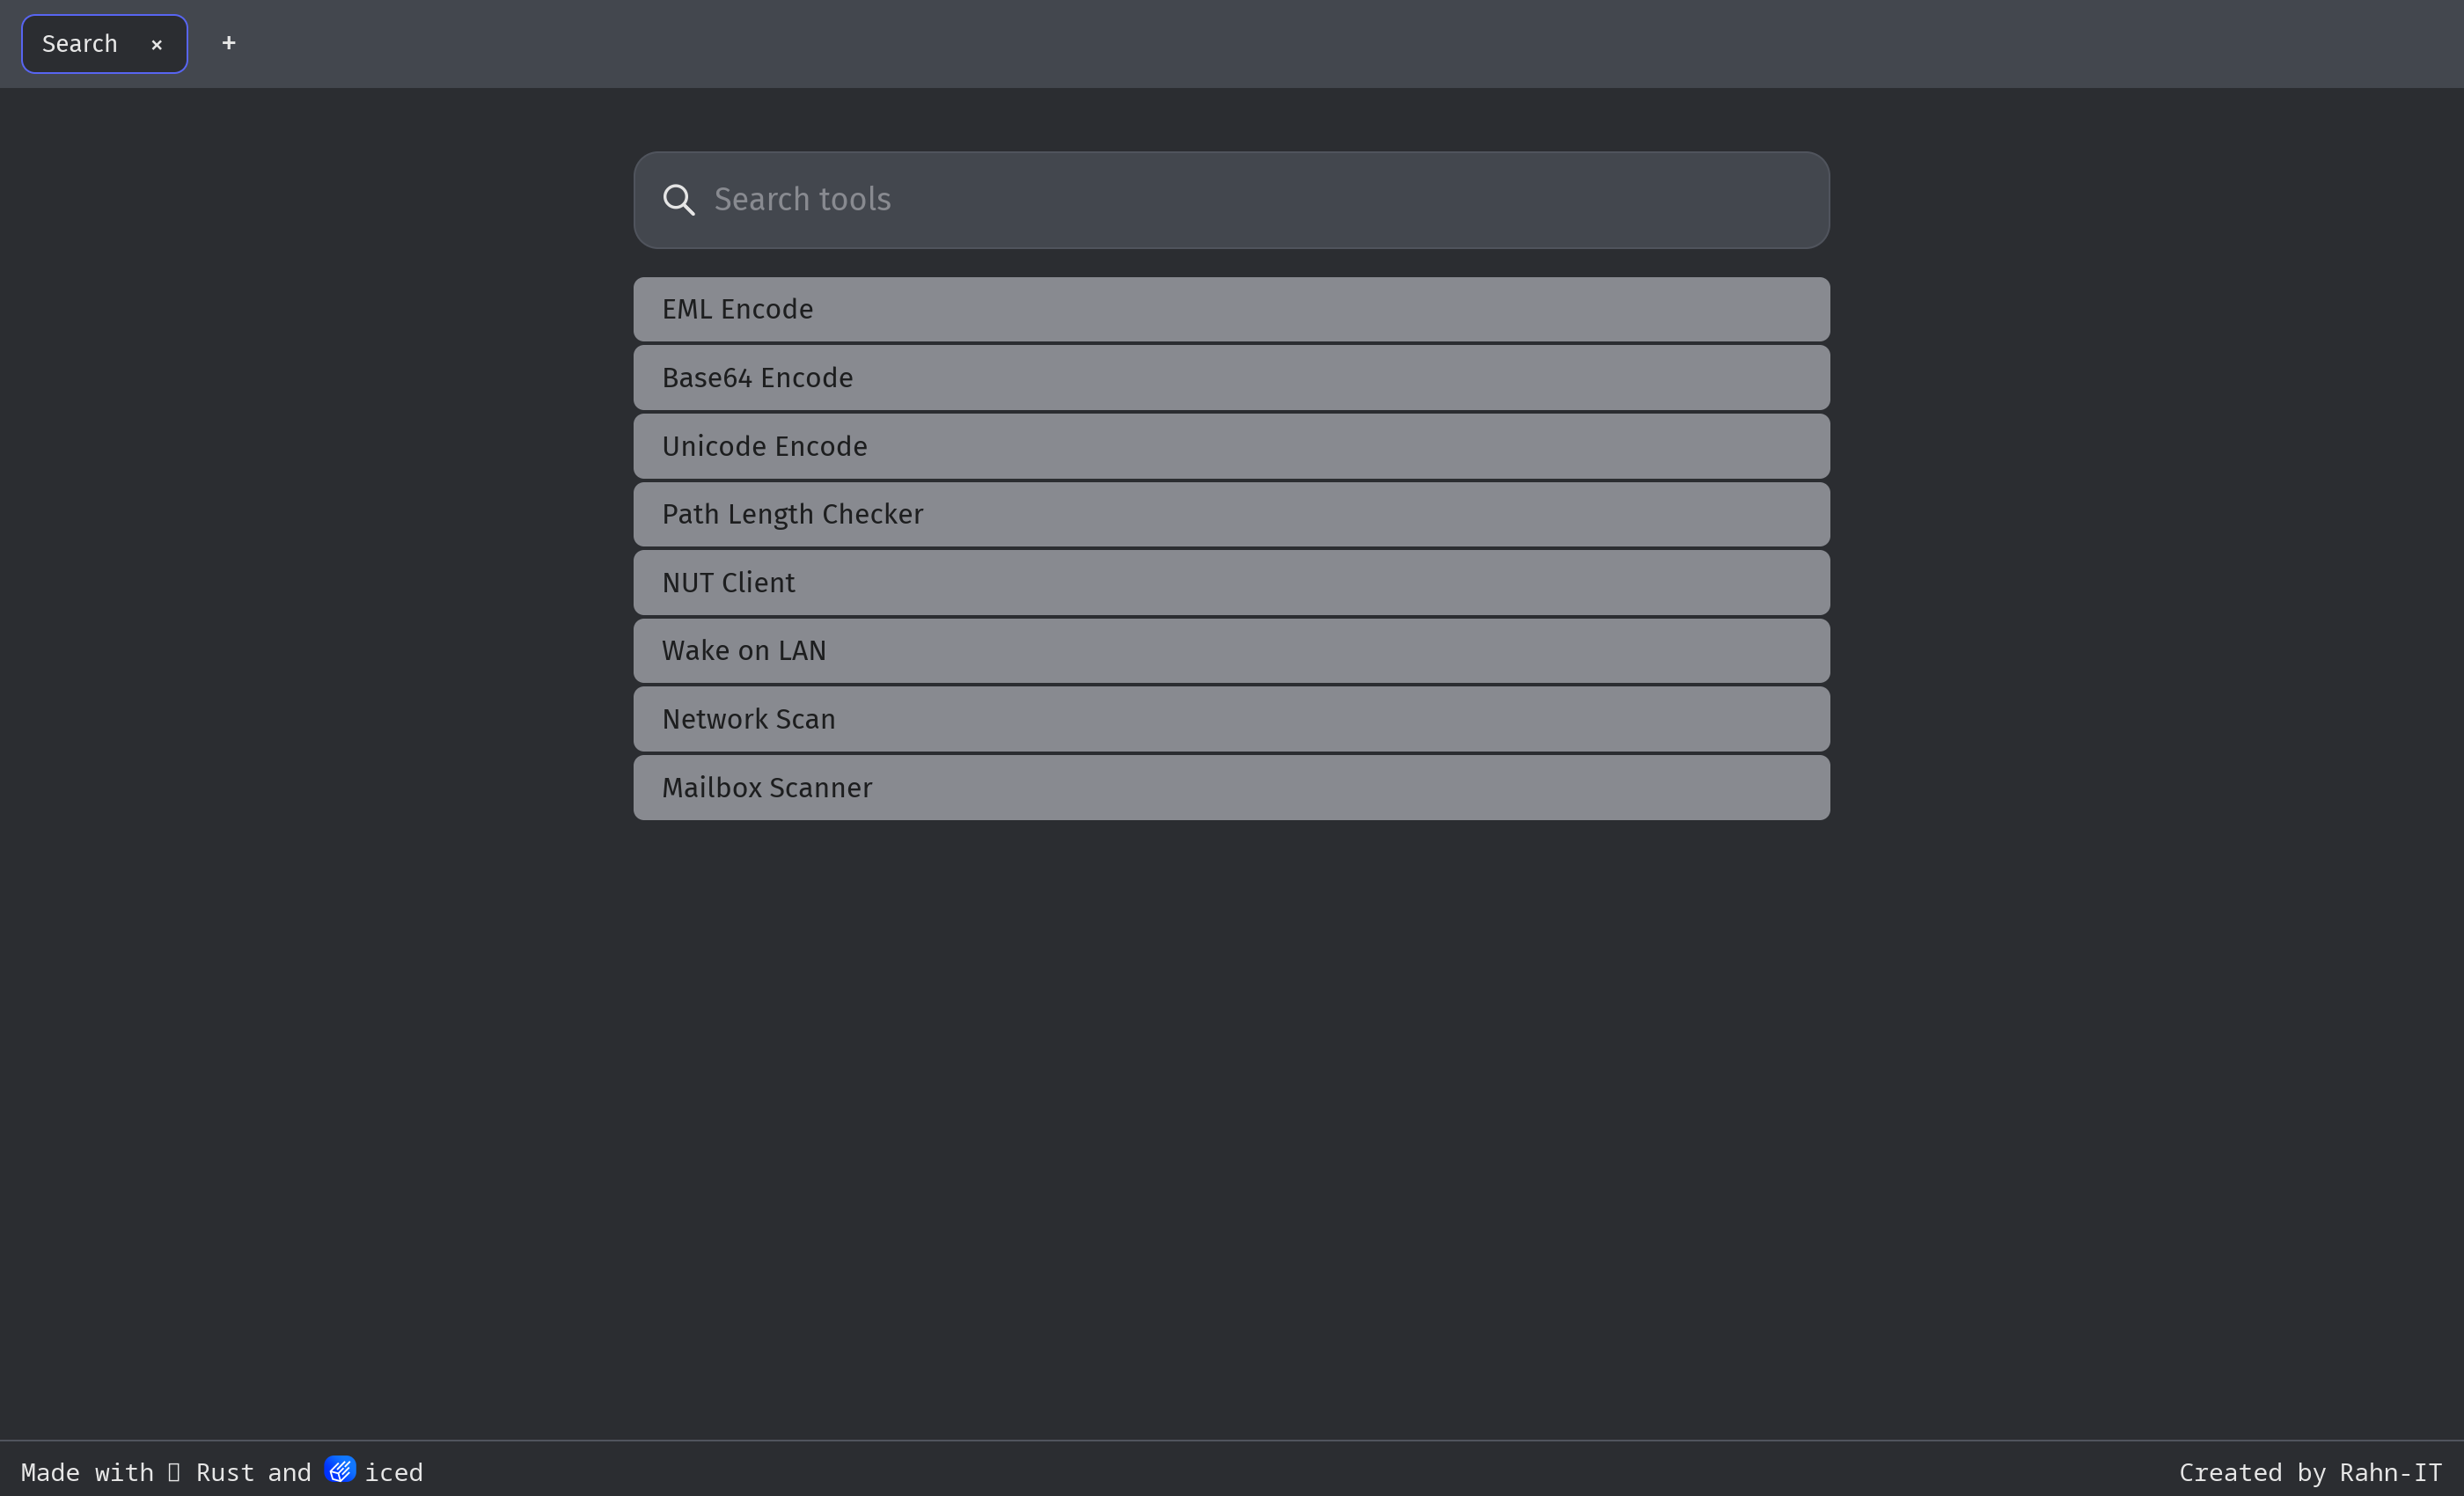 Search × +
Search tools
EML Encode
Base64 Encode
Unicode Encode
Path Length Checker
NUT Client
Wake on LAN
Network Scan
Mailbox Scanner
Made with Rust and iced
Created by Rahn-IT